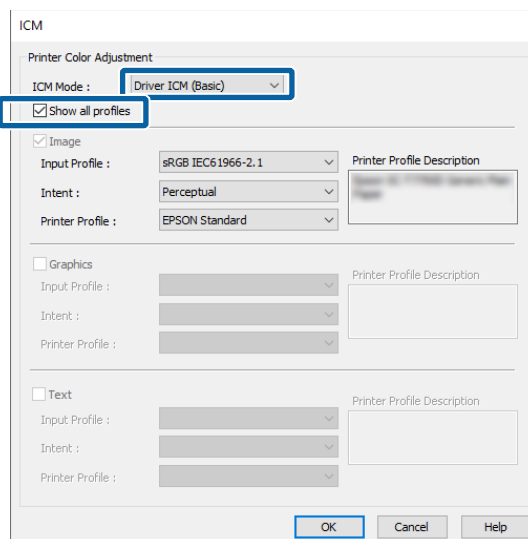 ICM
Printer Color Adjustment
ICM Mode : Driver ICM (Basic)
Show all profiles
Image
Input Profile : sRGB IEC61966-2.1 Printer Profile Description
Intent : Perceptual
Printer Profile : EPSON Standard
Graphics
Input Profile : Printer Profile Description
Intent :
Printer Profile :
Text
Input Profile : Printer Profile Description
Intent :
Printer Profile :
OK Cancel Help